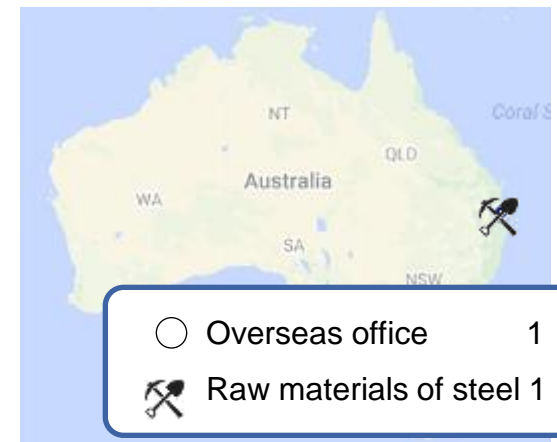 NT
Coral S
QLD
Australia
WA
SA
NSW
○ Overseas office 1
Raw materials of steel 1